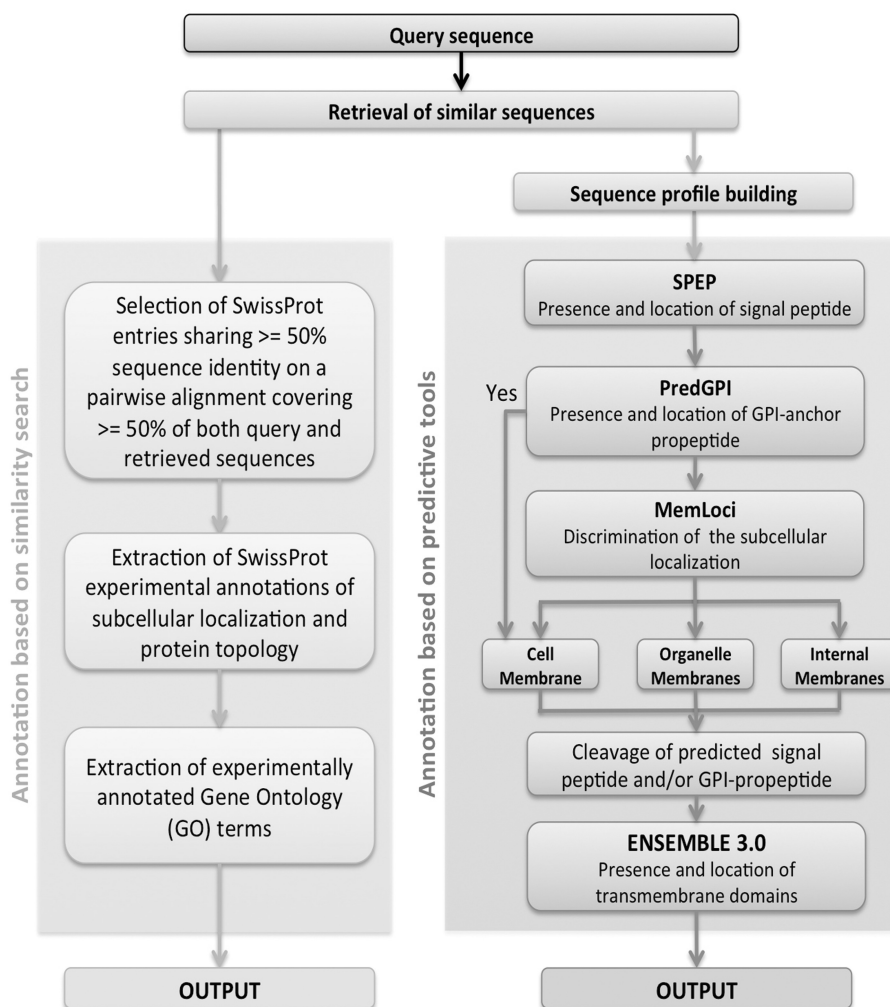 Query sequence
Retrieval of similar sequences
Annotation based on similarity search
Selection of SwissProt
entries sharing >= 50%
sequence identity on a
pairwise alignment covering
>= 50% of both query and
retrieved sequences
Extraction of SwissProt
experimental annotations of
subcellular localization and
protein topology
Extraction of experimentally
annotated Gene Ontology
(GO) terms
OUTPUT
Sequence profile building
Annotation based on predictive tools
SPEP
Presence and location of signal peptide
Yes
PredGPI
Presence and location of GPI-anchor
propeptide
MemLoci
Discrimination of the subcellular
localization
Cell
Membrane
Organelle
Membranes
Internal
Membranes
Cleavage of predicted signal
peptide and/or GPI-propeptide
ENSEMBLE 3.0
Presence and location of
transmembrane domains
OUTPUT